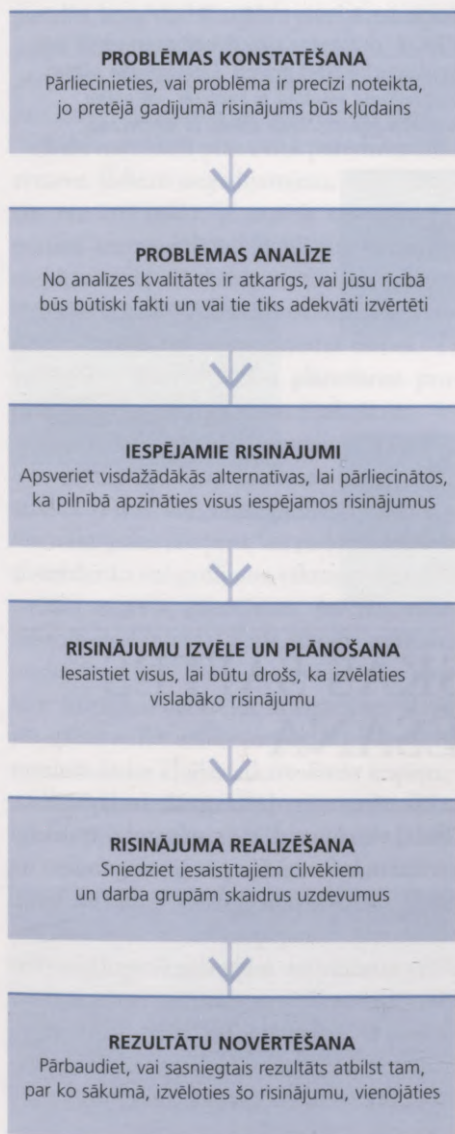 PROBLĒMAS KONSTATĒŠANA
Pārliecinieties, vai problēma ir precīzi noteikta,
jo pretējā gadījumā risinājums būs kļūdains
PROBLĒMAS ANALĪZE
No analīzes kvalitātes ir atkarīgs, vai jūsu rīcībā
būs būtiski fakti un vai tie tiks adekvāti izvērtēti
IESPĒJAMIE RISINĀJUMI
Apsveriet visdažādākās alternatīvas, lai pārliecinātos,
ka pilnībā apzināties visus iespējamos risinājumus
RISINĀJUMU IZVĒLE UN PLĀNOŠANA
Iesaistiet visus, lai būtu drošs, ka izvēlaties
vislabāko risinājumu
RISINĀJUMA REALIZĒŠANA
Sniedziet iesaistītajiem cilvēkiem
un darba grupām skaidrus uzdevumus
REZULTĀTU NOVĒRTĒŠANA
Pārbaudiet, vai sasniegtais rezultāts atbilst tam,
par ko sākumā, izvēloties šo risinājumu, vienojāties